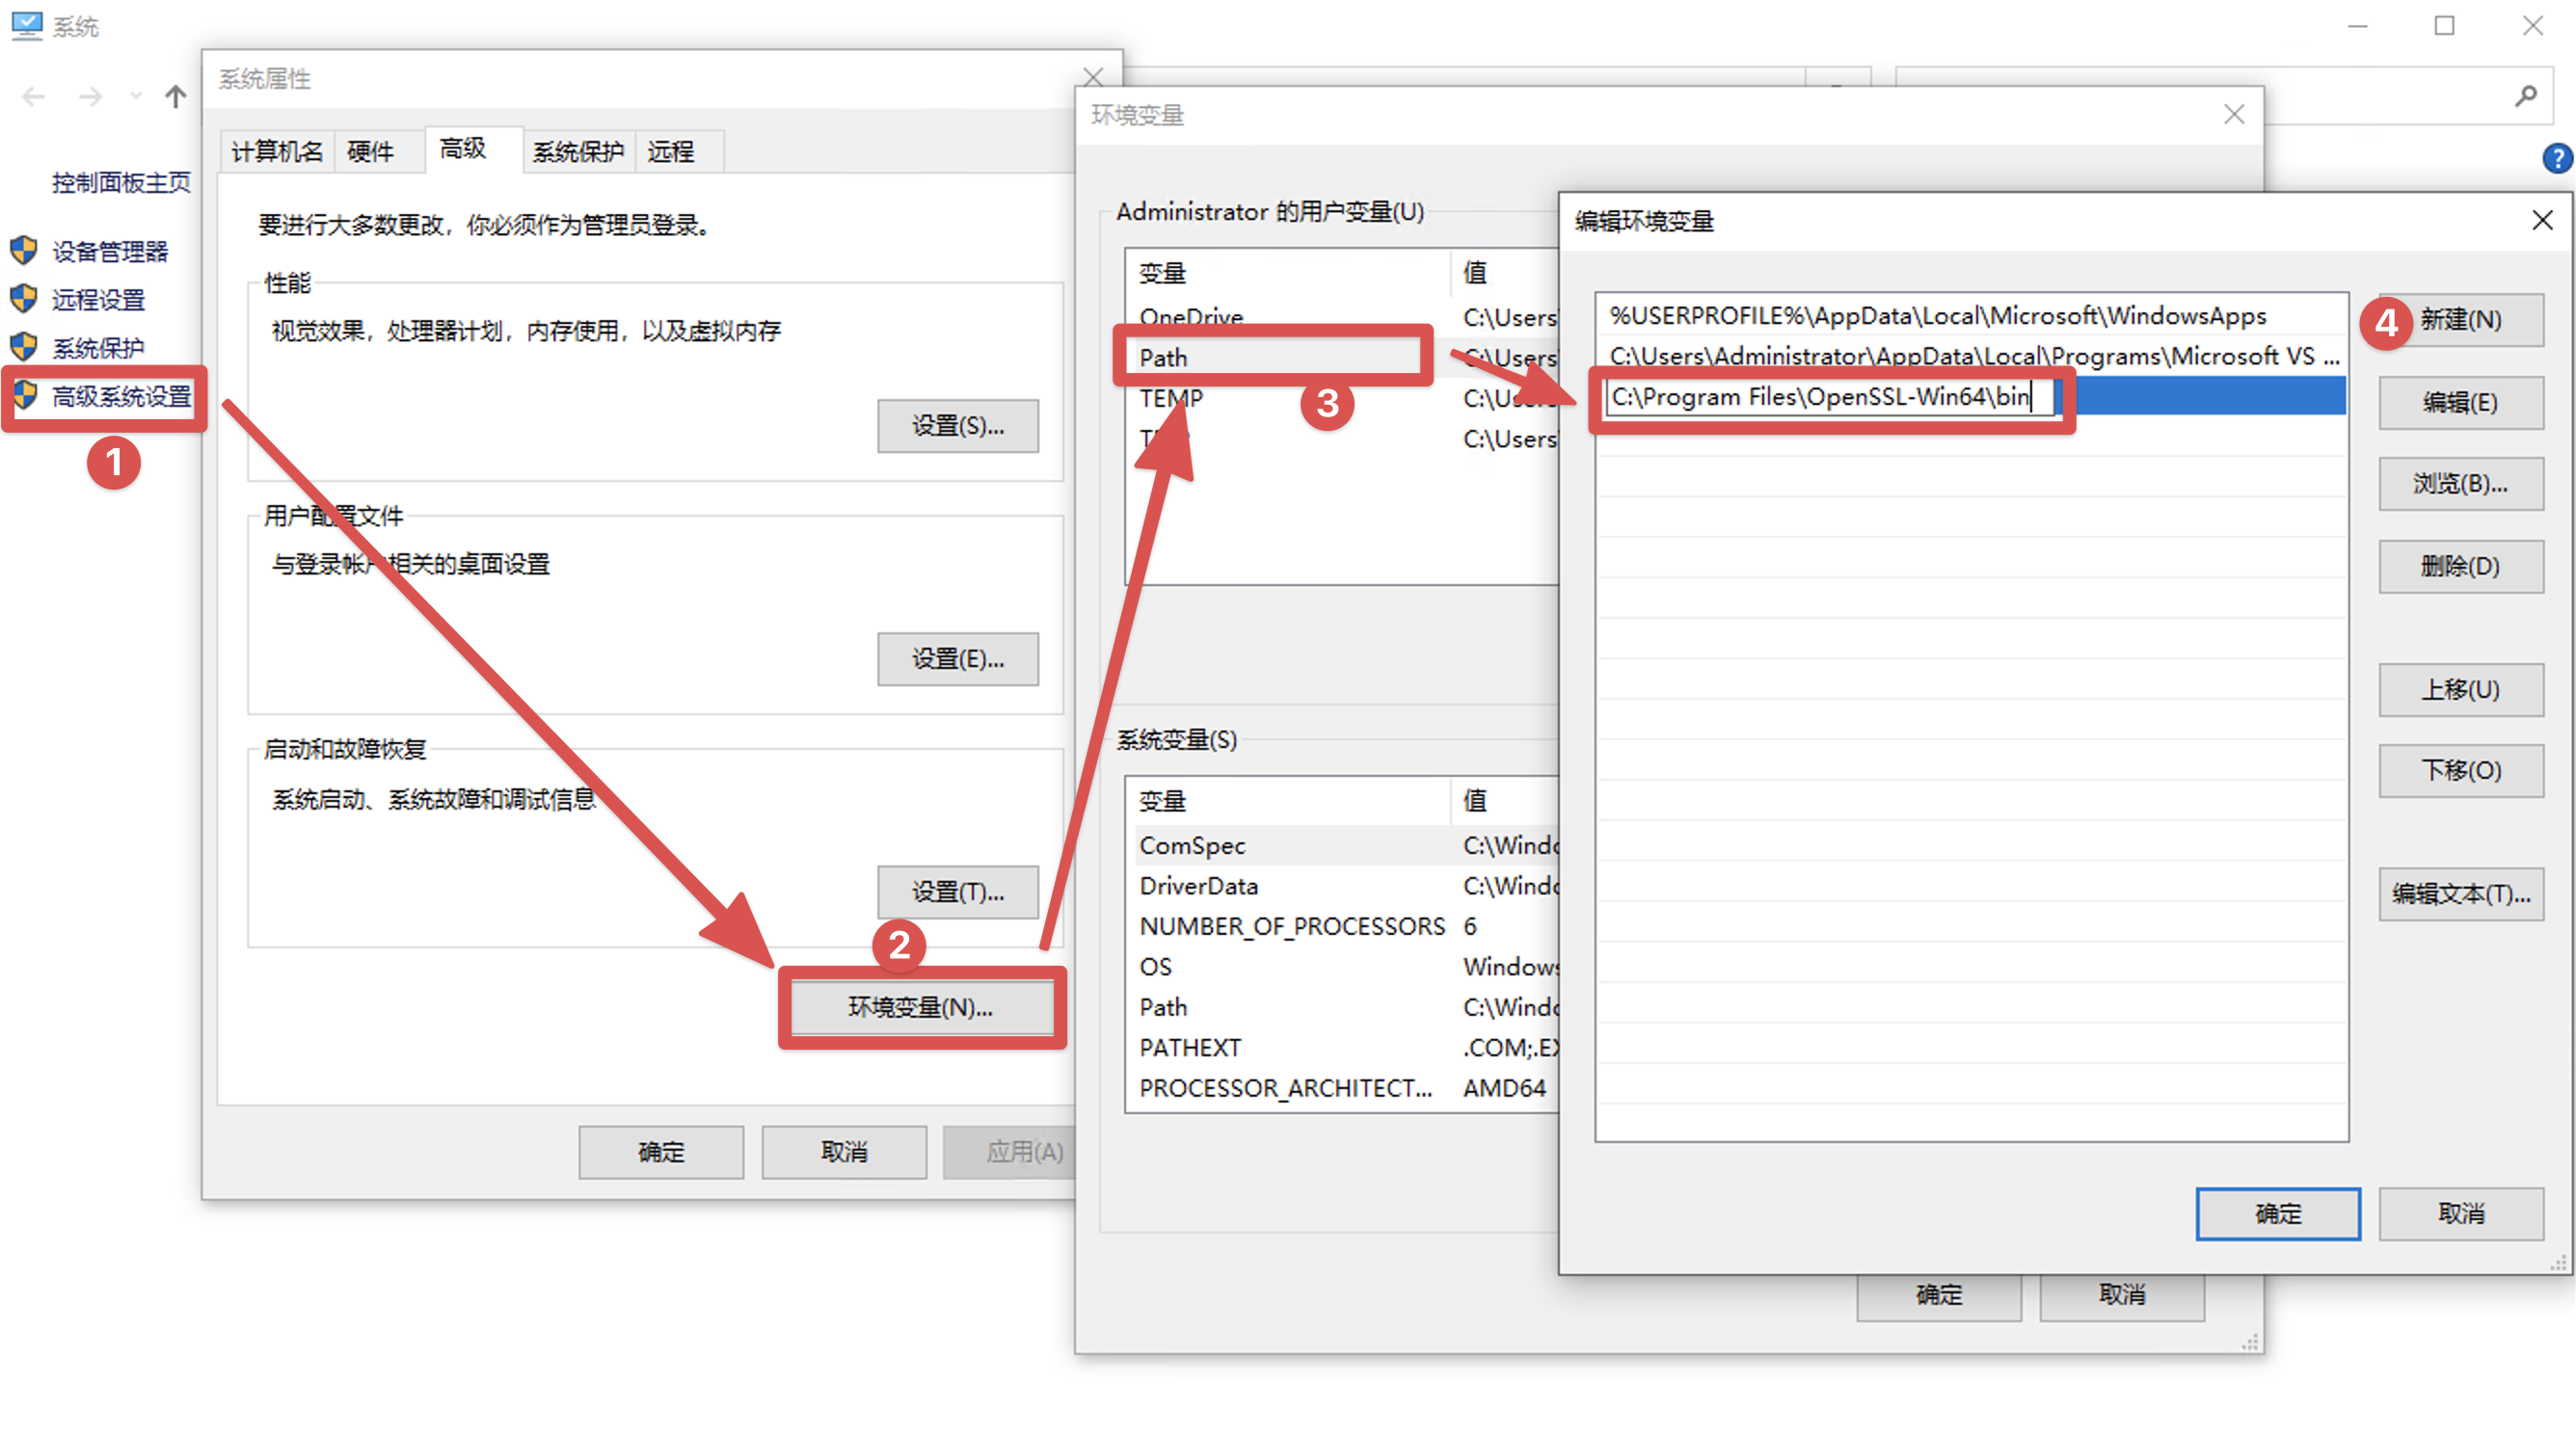 系统
控制面板主页
设备管理器
远程设置
系统保护
高级系统设置
1
系统属性
计算机名
硬件
高级
系统保护
远程
要进行大多数更改，你必须作为管理员登录。
性能
视觉效果，处理器计划，内存使用，以及虚拟内存
设置(S)...
用户配置文件
与登录帐户相关的桌面设置
设置(E)...
启动和故障恢复
系统启动、系统故障和调试信息
设置(T)...
2
环境变量(N)...
确定
取消
应用(A)
环境变量
Administrator 的用户变量(U)
变量
值
OneDrive
C:\Users\
Path
C:\Users\
3
TEMP
C:\Users\
C:\Users\
系统变量(S)
变量
值
ComSpec
C:\Windo
DriverData
C:\Windo
NUMBER_OF_PROCESSORS
6
OS
Windows
Path
C:\Windo
PATHEXT
.COM;.EX
PROCESSOR_ARCHITECT...
AMD64
确定
取消
编辑环境变量
%USERPROFILE%\AppData\Local\Microsoft\WindowsApps
C:\Users\Administrator\AppData\Local\Programs\Microsoft VS ...
C:\Program Files\OpenSSL-Win64\bin
4
新建(N)
编辑(E)
浏览(B)...
删除(D)
上移(U)
下移(O)
编辑文本(T)...
确定
取消
?